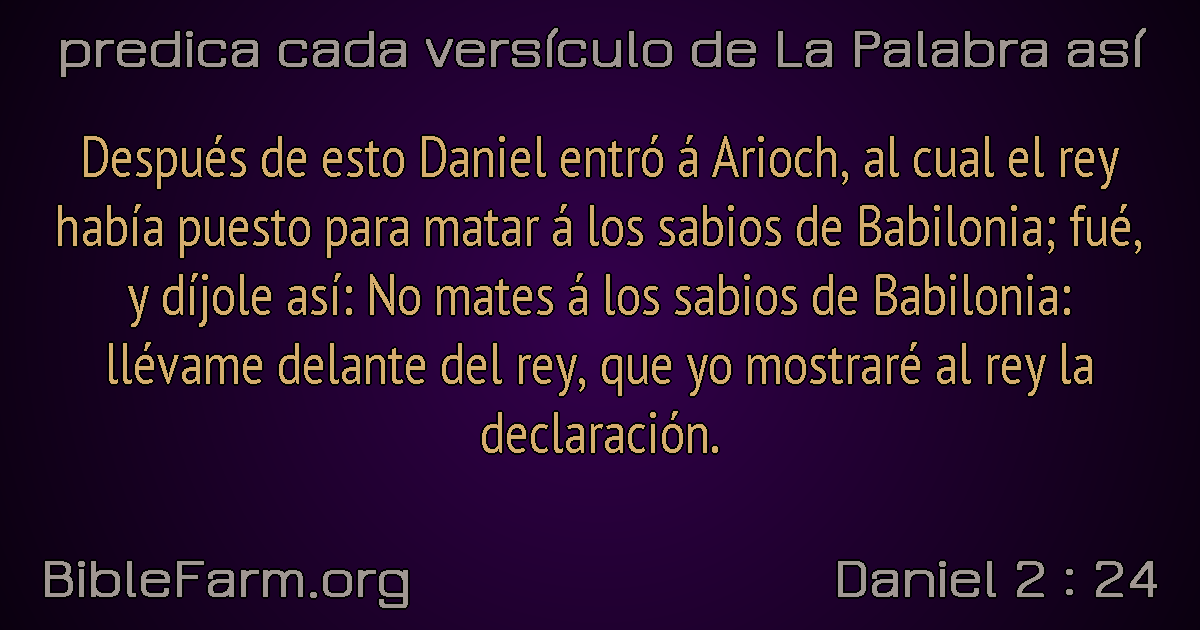 predica cada versículo de La Palabra así
Después de esto Daniel entró á Arioch, al cual el rey
había puesto para matar á los sabios de Babilonia; fué,
y díjole así: No mates á los sabios de Babilonia:
llévame delante del rey, que yo mostraré al rey la
declaración.
BibleFarm.org
Daniel 2 : 24